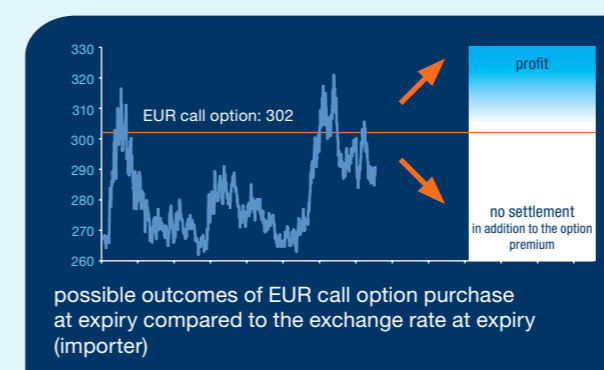 330
320
310
300
290
280
270
260
EUR call option: 302
profit
no settlement
in addition to the option
premium
possible outcomes of EUR call option purchase
at expiry compared to the exchange rate at expiry
(importer)